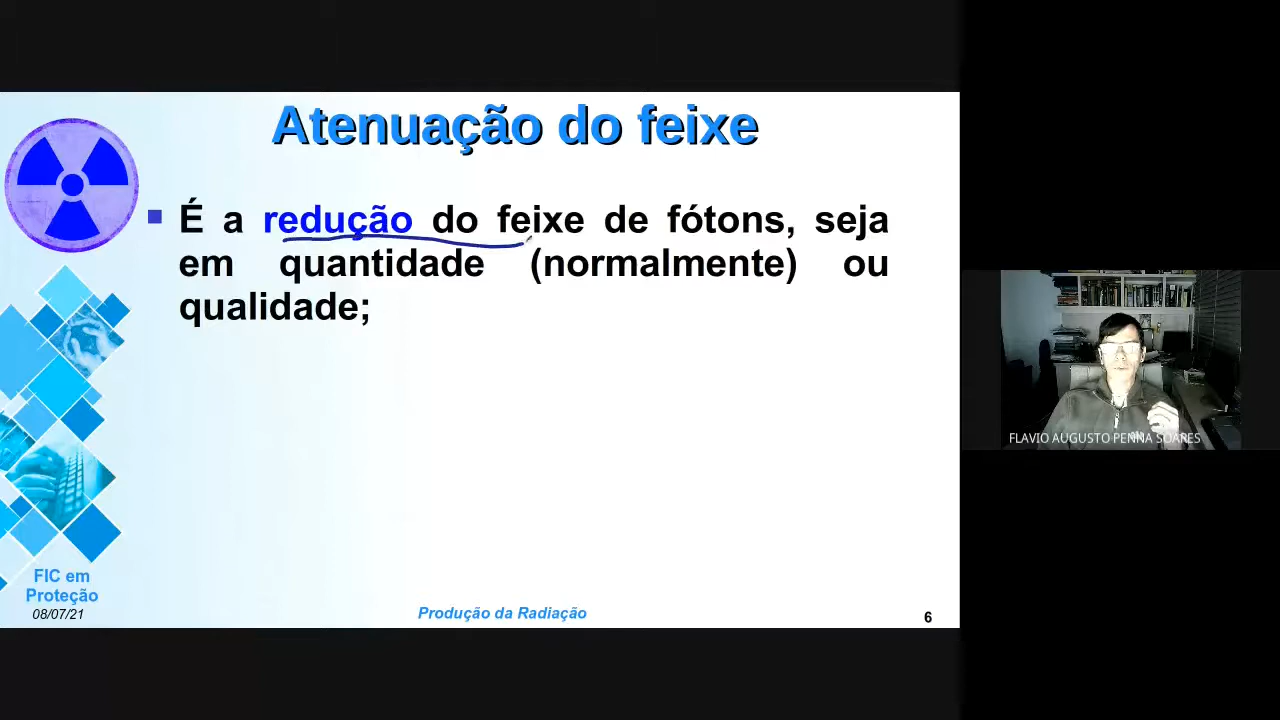 Atenuação do feixe
É a redução do feixe de fótons, seja
em quantidade (normalmente) ou
qualidade;
FIC em
Proteção
08/07/21
Produção da Radiação
6
FLAVIO AUGUSTO PENNA SOARES